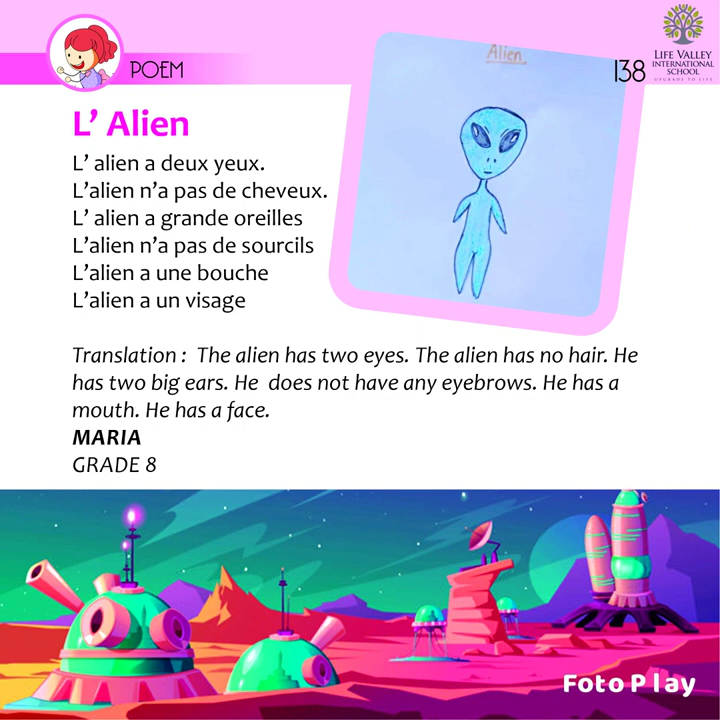 POEM
Alien
138
LIFE VALLEY
INTERNATIONAL
SCHOOL
UPGRADE TO LIFE
L’ Alien
L’ alien a deux yeux.
L’alien n’a pas de cheveux.
L’ alien a grande oreilles
L’alien n’a pas de sourcils
L’alien a une bouche
L’alien a un visage
Translation : The alien has two eyes. The alien has no hair. He
has two big ears. He does not have any eyebrows. He has a
mouth. He has a face.
MARIA
GRADE 8
Foto Play